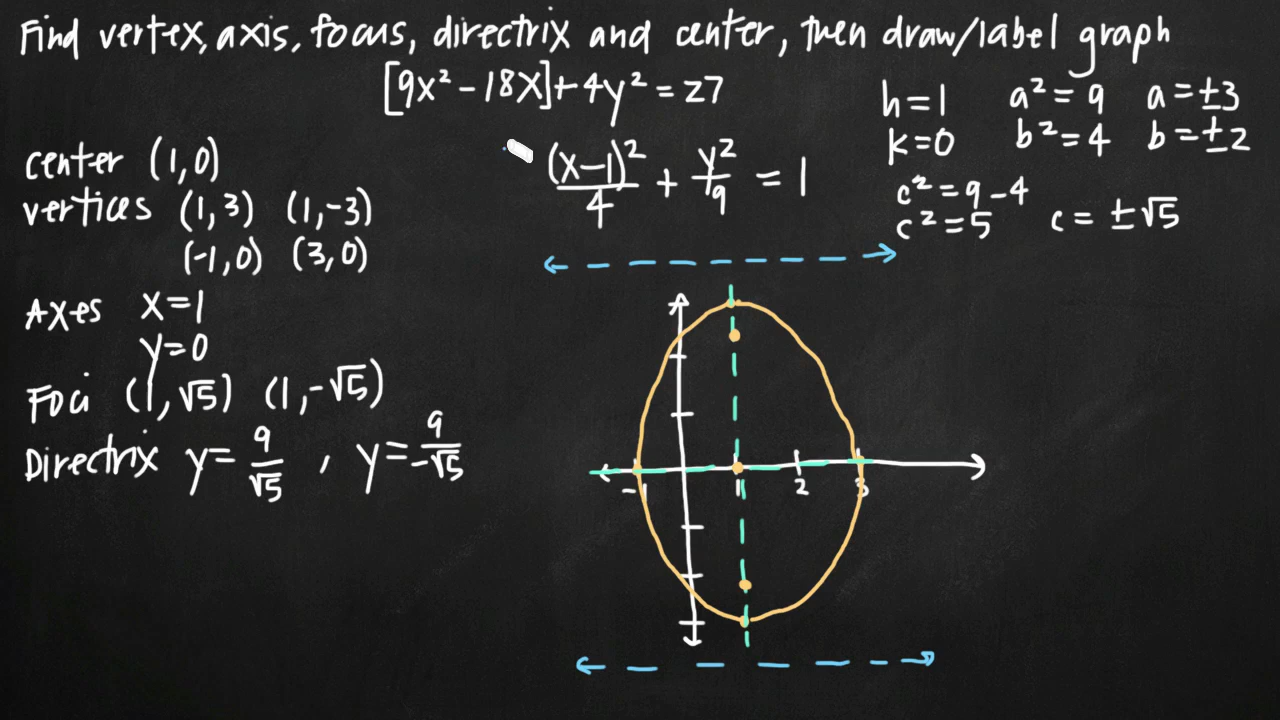 Find vertex, axis, focus, directrix and center, then draw/label graph
[9x² - 18x] + 4y² = 27
h=1 a² = 9 a = ±3
k=0 b² = 4 b = ±2
c² = 9 - 4
c² = 5 c = ±√5
(x-1)²/4 + y²/9 = 1
center (1,0)
vertices (1,3) (1,-3)
(-1,0) (3,0)
Axes x=1
y=0
Foci (1,√5) (1,-√5)
Directrix y = 9/√5 , y = 9/-√5
-1 1 2 3